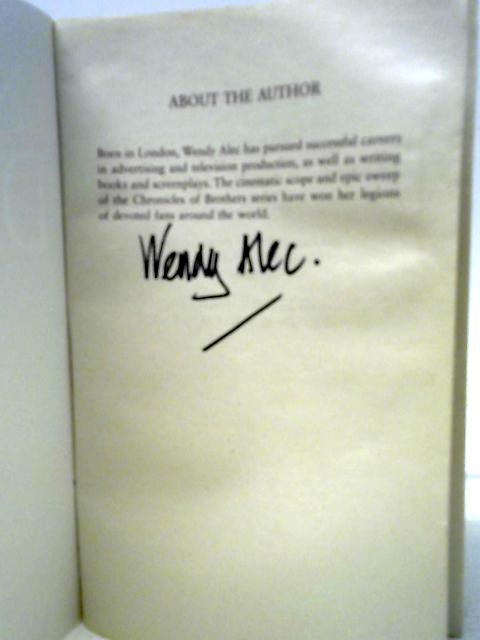 ABOUT THE AUTHOR
Born in London, Wendy Alec has pursued successful careers
in advertising and television production, as well as writing
books and screenplays. The cinematic scope and epic sweep
of the Chronicles of Brothers series have won her legions
of devoted fans around the world.
Wendy Alec.